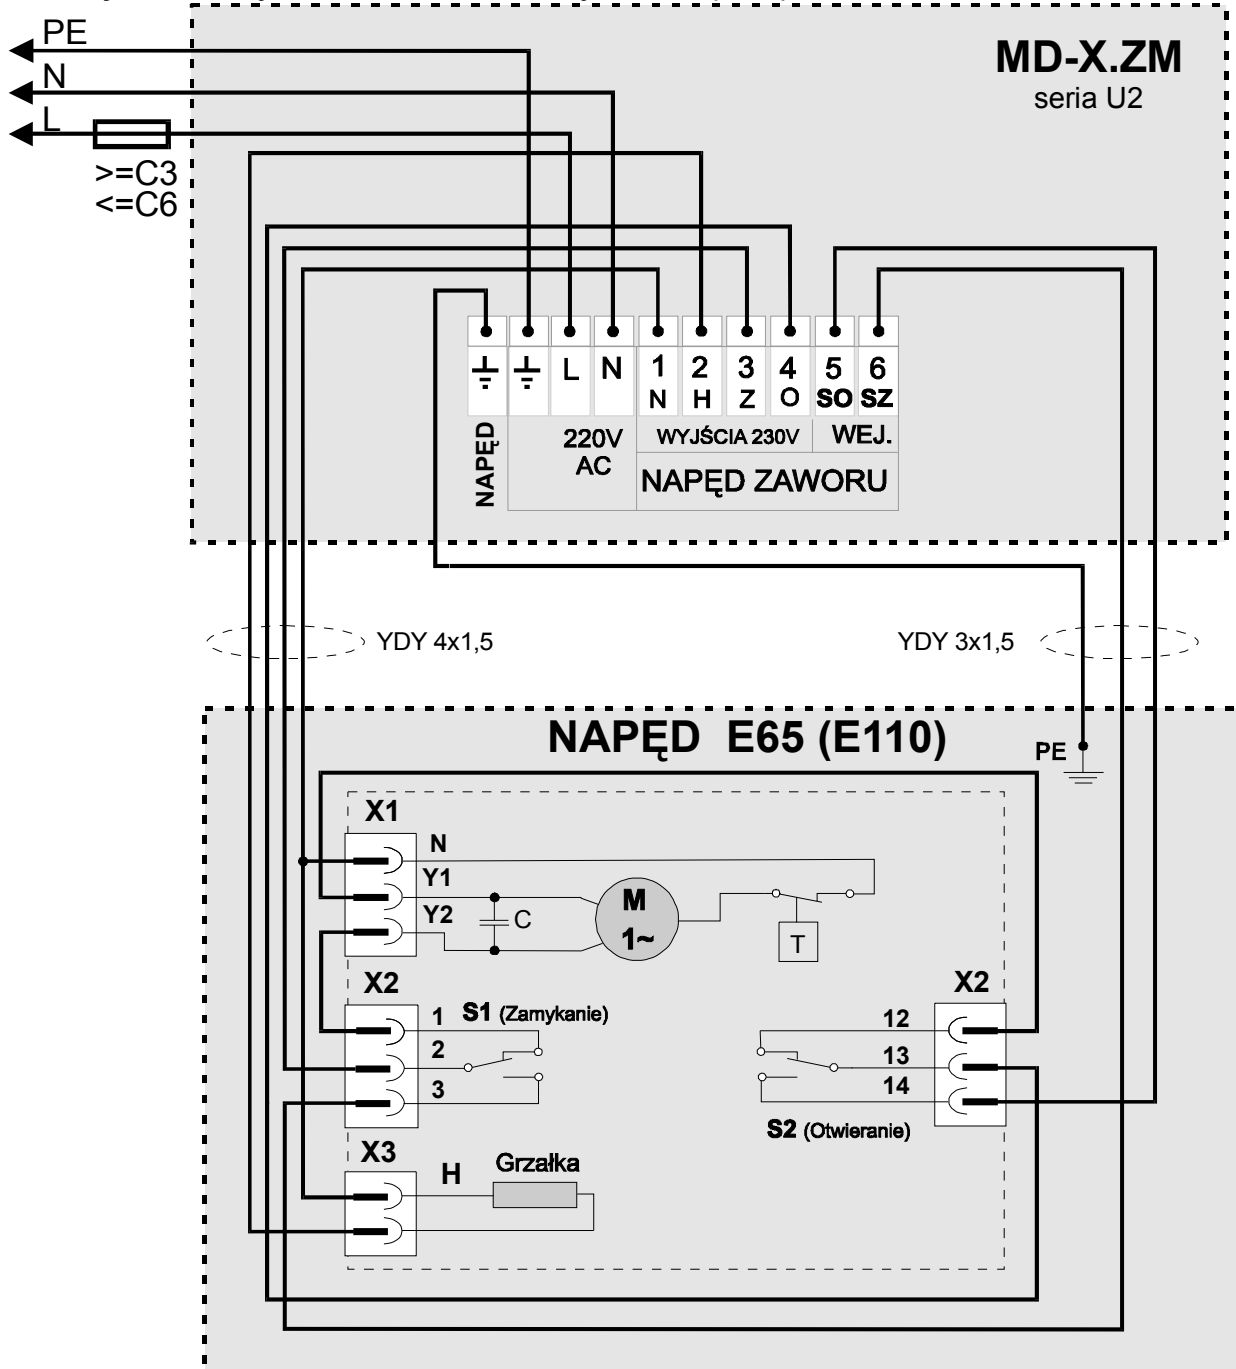 PE
N
L
>=C3
<=C6
MD-X.ZM
seria U2
L N 1 2 3 4 5 6
N H Z O SO SZ
NAPĘD
220V
AC
WYJŚCIA 230V WEJ.
NAPĘD ZAWORU
YDY 4x1,5
YDY 3x1,5
NAPĘD E65 (E110)
PE
X1
N
Y1
Y2
C
M
1~
T
X2
1
2
3
S1 (Zamykanie)
X2
12
13
14
S2 (Otwieranie)
X3
H
Grzałka